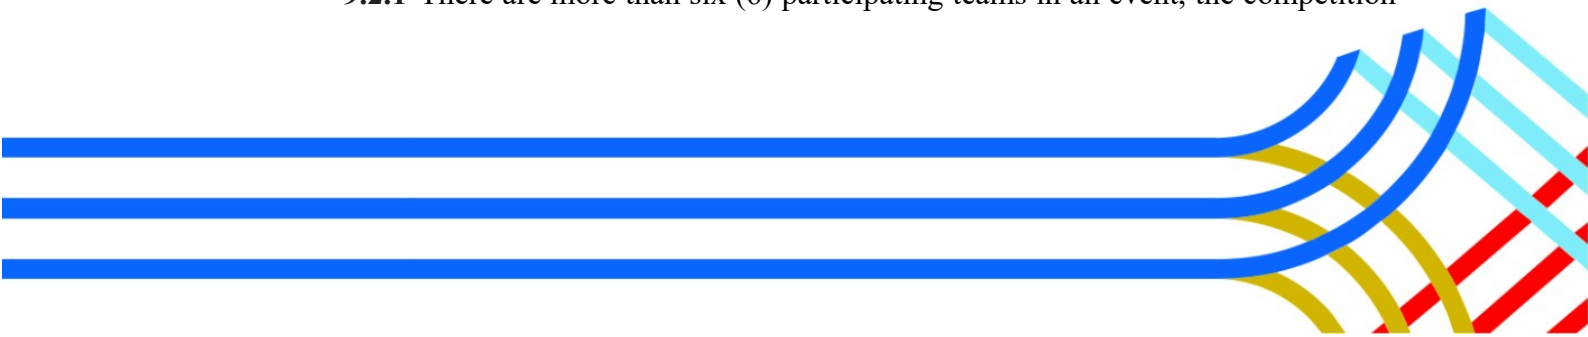 9.2.1 There are more than six (6) participating teams in an event, the competition